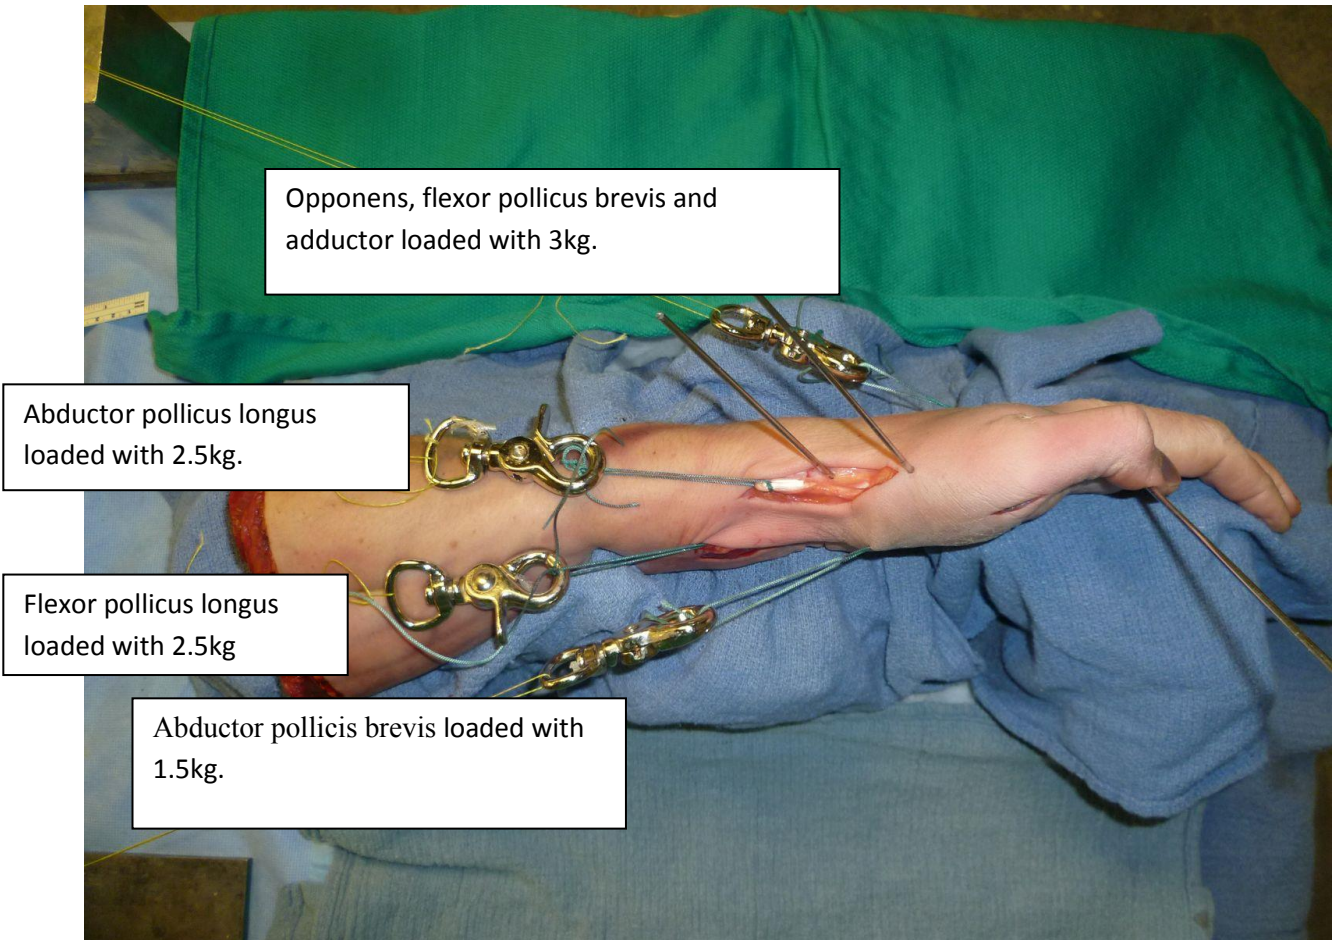 Opponens, flexor pollicus brevis and
adductor loaded with 3kg.
Abductor pollicus longus
loaded with 2.5kg.
Flexor pollicus longus
loaded with 2.5kg
Abductor pollicis brevis loaded with
1.5kg.